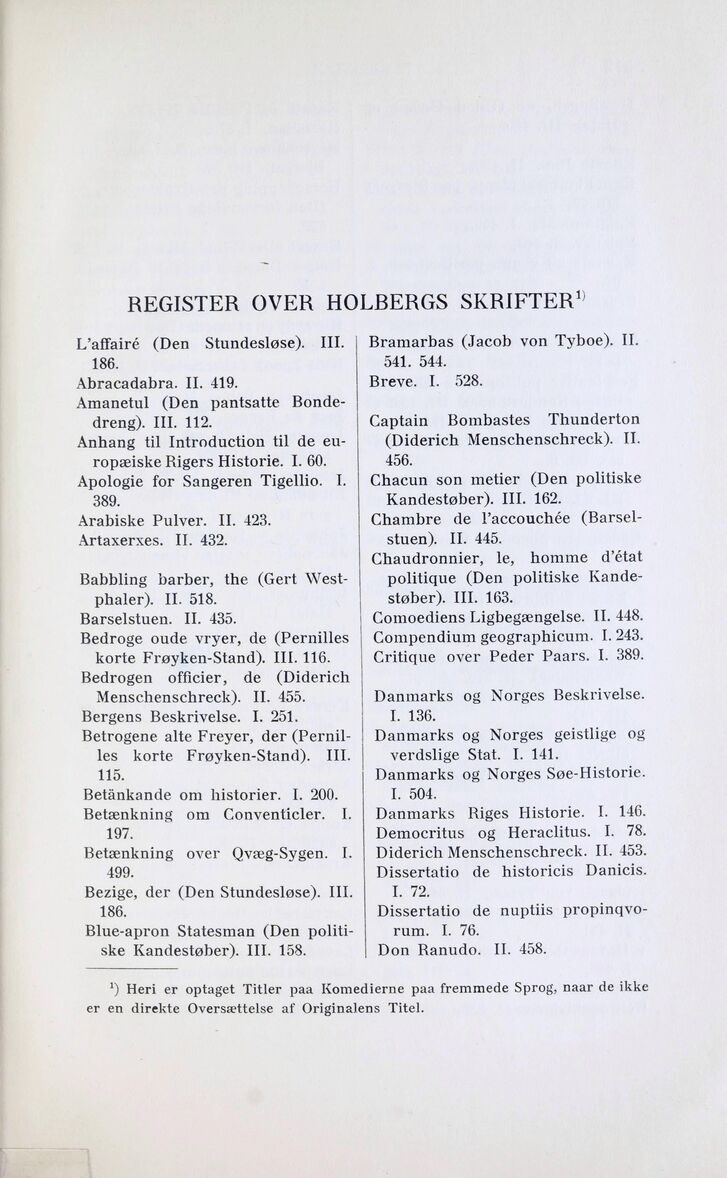 REGISTER OVER HOLBERGS SKRIFTER¹⁾
L'affairé (Den Stundesløse). III.
186.
Abracadabra. II. 419.
Amanetul (Den pantsatte Bonde-
dreng). III. 112.
Anhang til Introduction til de eu-
ropæiske Rigers Historie. I. 60.
Apologie for Sangeren Tigellio. I.
389.
Arabiske Pulver. II. 423.
Artaxerxes. II. 432.
Babbling barber, the (Gert West-
phaler). II. 518.
Barselstuen. II. 435.
Bedroge oude vryer, de (Pernilles
korte Frøyken-Stand). III. 116.
Bedrogen officier, de (Diderich
Menschenschreck). II. 455.
Bergens Beskrivelse. I. 251.
Betrogene alte Freyer, der (Pernil-
les korte Frøyken-Stand). III.
115.
Betänkande om historier. I. 200.
Betænkning om Conventicler. I.
197.
Betænkning over Qvæg-Sygen. I.
499.
Bezige, der (Den Stundesløse). III.
186.
Blue-apron Statesman (Den politi-
ske Kandestøber). III. 158.
Bramarbas (Jacob von Tyboe). II.
541. 544.
Breve. I. 528.
Captain Bombastes Thunderton
(Diderich Menschenschreck). II.
456.
Chacun son metier (Den politiske
Kandestøber). III. 162.
Chambre de l'accouchée (Barsel-
stuen). II. 445.
Chaudronnier, le, homme d'état
politique (Den politiske Kande-
støber). III. 163.
Comoediens Ligbegængelse. II. 448.
Compendium geographicum. I. 243.
Critique over Peder Paars. I. 389.
Danmarks og Norges Beskrivelse.
I. 136.
Danmarks og Norges geistlige og
verdslige Stat. I. 141.
Danmarks og Norges Søe-Historie.
I. 504.
Danmarks Riges Historie. I. 146.
Democritus og Heraclitus. I. 78.
Diderich Menschenschreck. II. 453.
Dissertatio de historicis Danicis.
I. 72.
Dissertatio de nuptiis propinqvo-
rum. I. 76.
Don Ranudo. II. 458.
¹) Heri er optaget Titler paa Komedierne paa fremmede Sprog, naar de ikke
er en direkte Oversættelse af Originalens Titel.